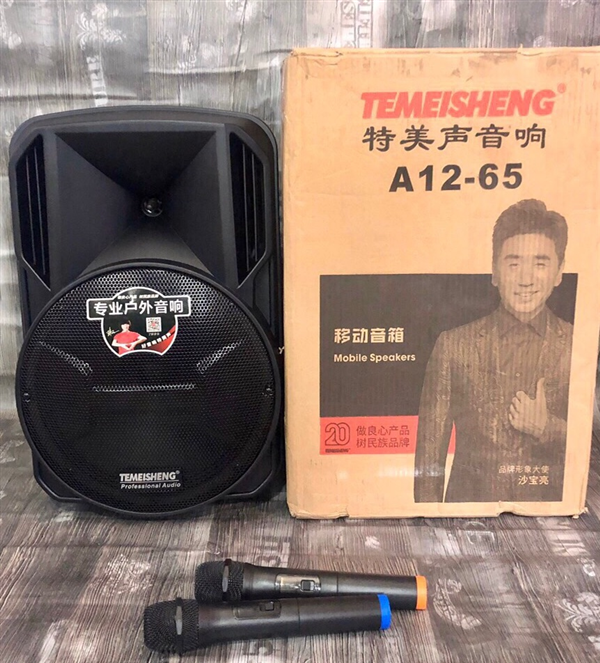 专业户外音响
TEMEISHENG®
Professional Audio
TEMEISHENG®
特美声音响
A12-65
移动音箱
Mobile Speakers
20
做良心产品
树民族品牌
品牌形象大使
沙宝亮